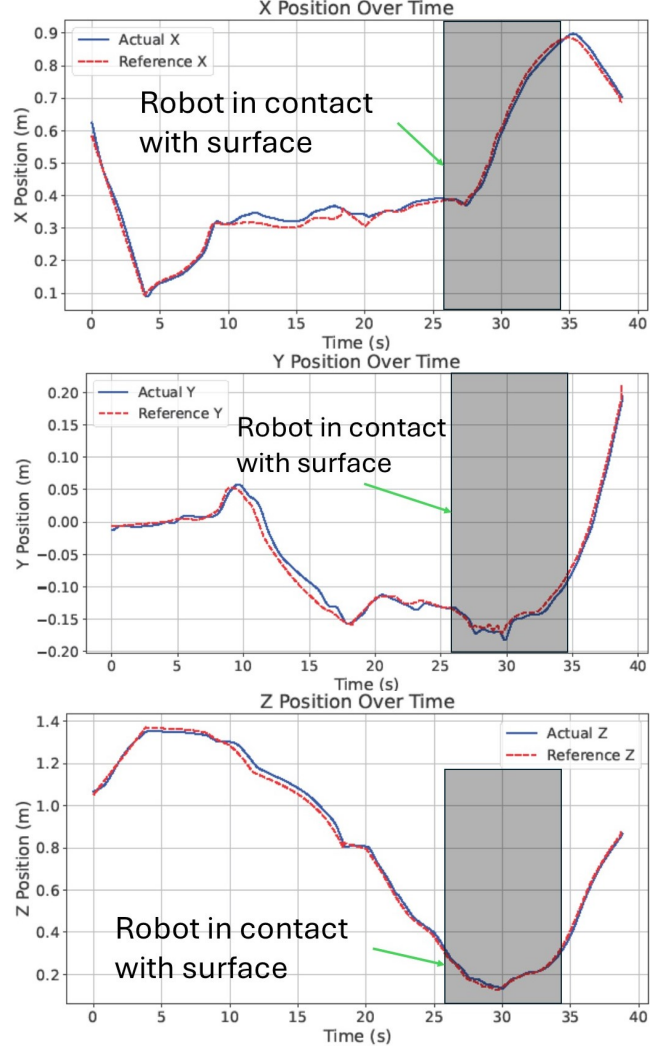 X Position Over Time
0.9
0.8
0.7
0.6
0.5
0.4
0.3
0.2
0.1
X Position (m)
Actual X
Reference X
Robot in contact
with surface
0 5 10 15 20 25 30 35 40
Time (s)
Y Position Over Time
0.20
0.15
0.10
0.05
0.00
−0.05
−0.10
−0.15
−0.20
Y Position (m)
Actual Y
Reference Y
Robot in contact
with surface
0 5 10 15 20 25 30 35 40
Time (s)
Z Position Over Time
1.4
1.2
1.0
0.8
0.6
0.4
0.2
Z Position (m)
Actual Z
Reference Z
Robot in contact
with surface
0 5 10 15 20 25 30 35 40
Time (s)